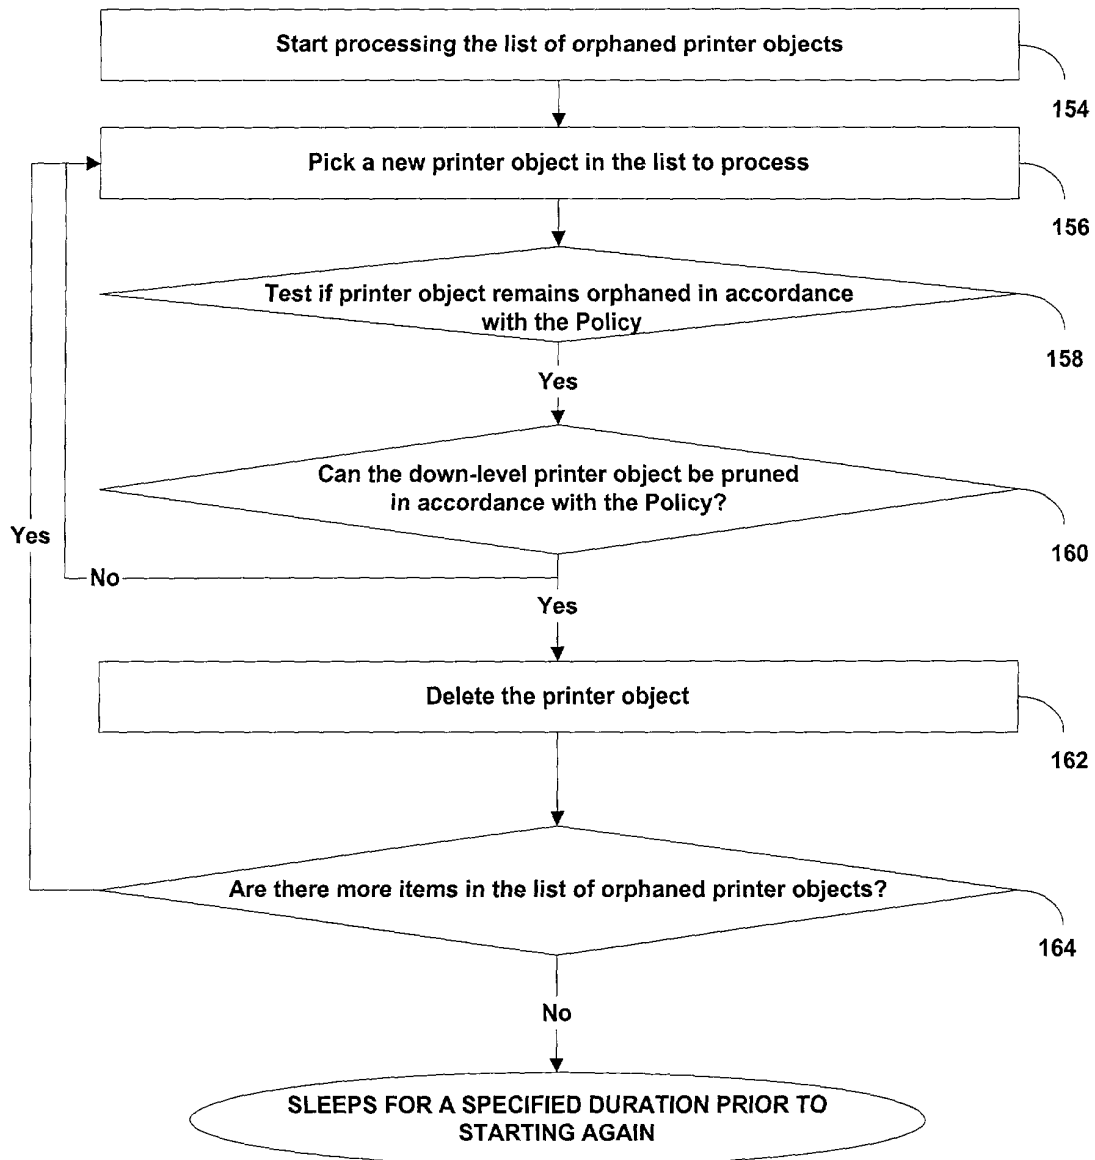 Start processing the list of orphaned printer objects
154
Pick a new printer object in the list to process
156
Test if printer object remains orphaned in accordance
with the Policy
158
Yes
Can the down-level printer object be pruned
in accordance with the Policy?
160
Yes
No
Yes
Delete the printer object
162
Are there more items in the list of orphaned printer objects?
164
No
SLEEPS FOR A SPECIFIED DURATION PRIOR TO
STARTING AGAIN